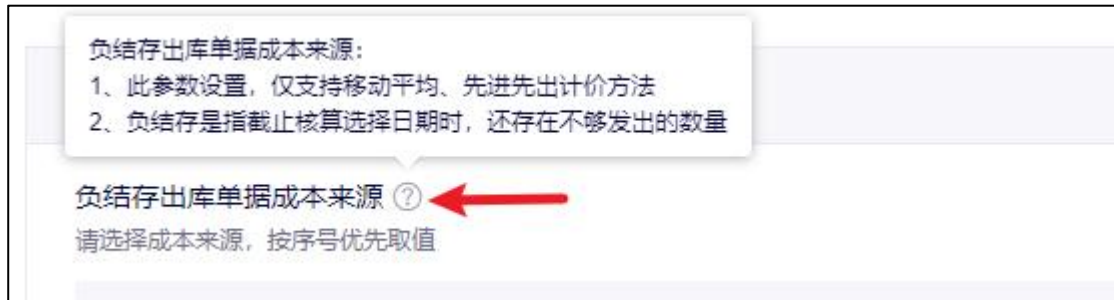 负结存出库单据成本来源：
1、此参数设置，仅支持移动平均、先进先出计价方法
2、负结存是指截止核算选择日期时，还存在不够发出的数量
负结存出库单据成本来源 ?
请选择成本来源，按序号优先取值